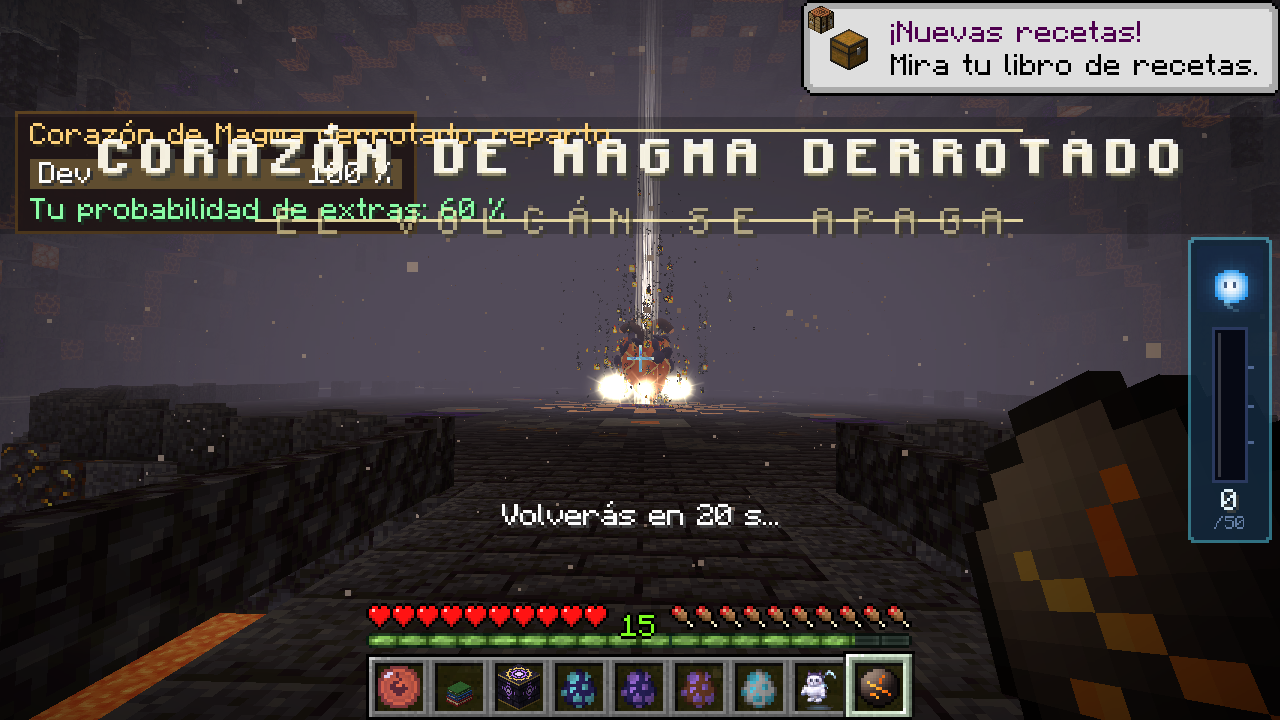 ¡Nuevas recetas!
Mira tu libro de recetas.
Corazón de Magma derrotado: reparto
CORAZÓN DE MAGMA DERROTADO
Dev 100 %
Tu probabilidad de extras: 60 %
EL VOLCÁN SE APAGA.
0
/50
Volverás en 20 s...
15